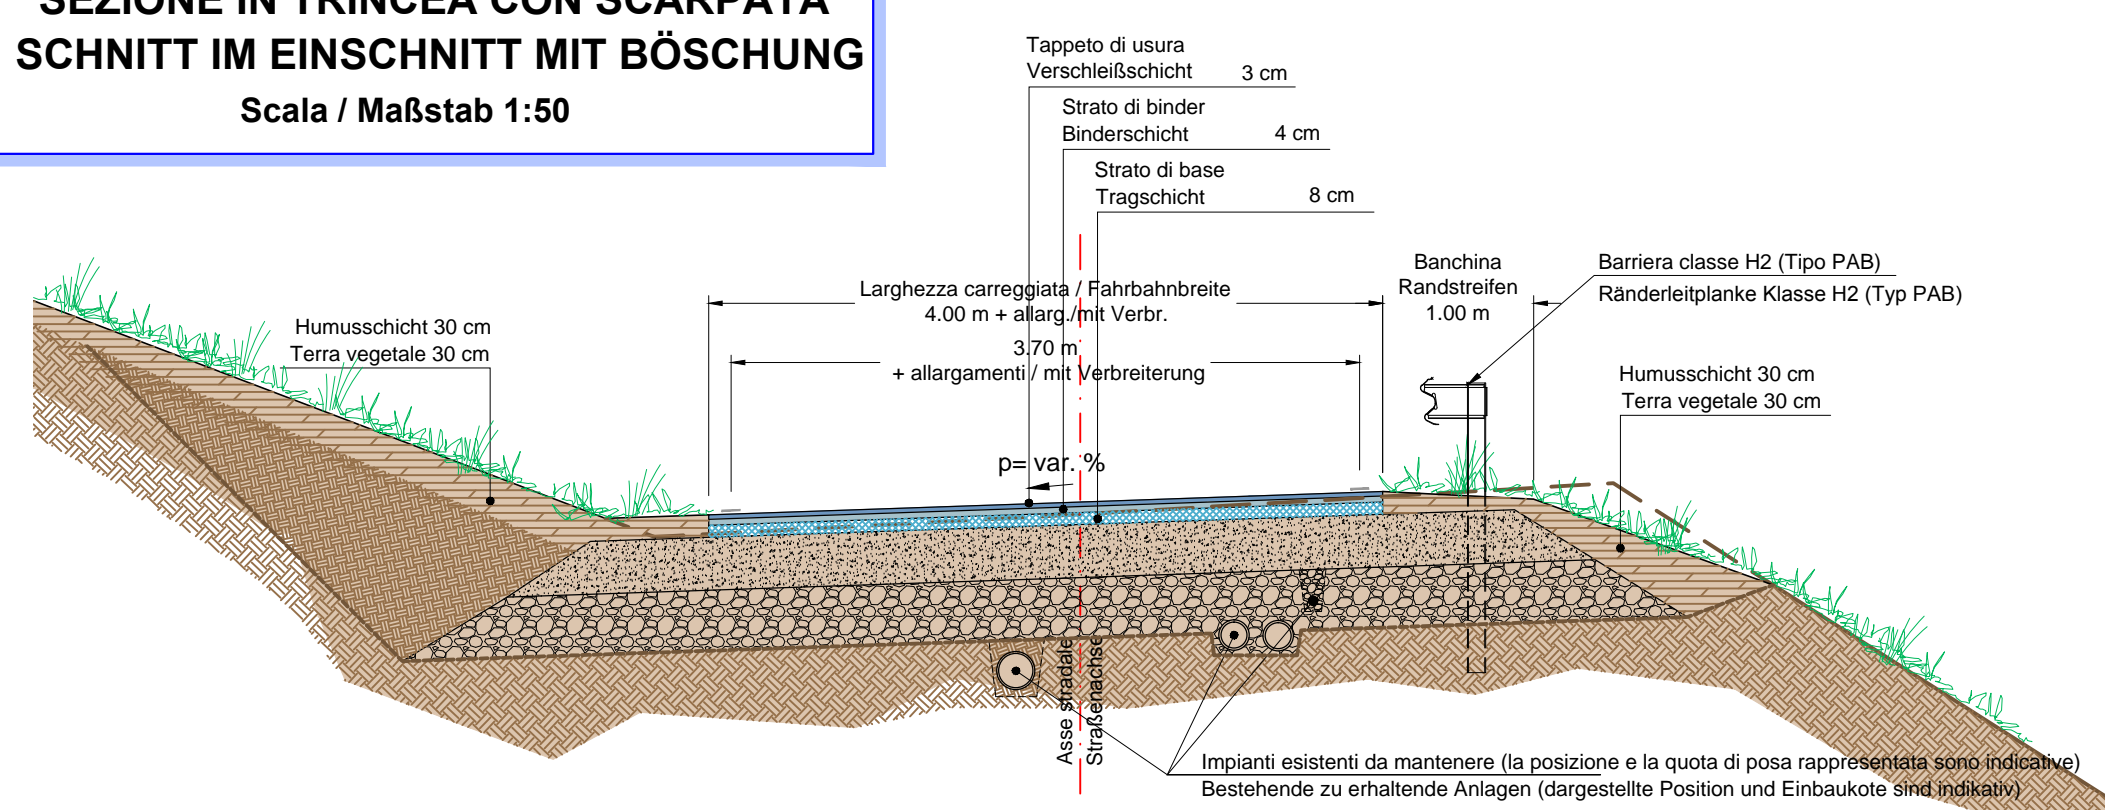 SEZIONE IN TRINCEA CON SCARPATA
SCHNITT IM EINSCHNITT MIT BÖSCHUNG
Scala / Maßstab 1:50
Tappeto di usura
Verschleißschicht 3 cm
Strato di binder
Binderschicht 4 cm
Strato di base
Tragschicht 8 cm
Larghezza carreggiata / Fahrbahnbreite
4.00 m + allarg./mit Verbr.
3.70 m
+ allargamenti / mit Verbreiterung
Banchina
Randstreifen
1.00 m
Barriera classe H2 (Tipo PAB)
Ränderleitplanke Klasse H2 (Typ PAB)
Humusschicht 30 cm
Terra vegetale 30 cm
Humusschicht 30 cm
Terra vegetale 30 cm
p= var. %
Asse stradale
Straßenachse
Impianti esistenti da mantenere (la posizione e la quota di posa rappresentata sono indicative)
Bestehende zu erhaltende Anlagen (dargestellte Position und Einbaukote sind indikativ)